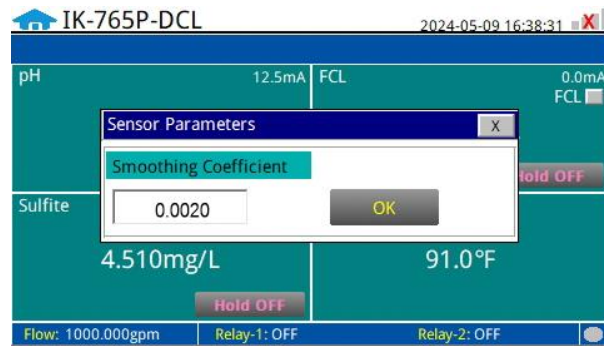 IK-765P-DCL
2024-05-09 16:38:31
X
pH
12.5mA
FCL
0.0mA
FCL
Sensor Parameters
X
Smoothing Coefficient
0.0020
OK
Hold OFF
Sulfite
4.510mg/L
91.0°F
Hold OFF
Flow: 1000.000gpm
Relay-1: OFF
Relay-2: OFF